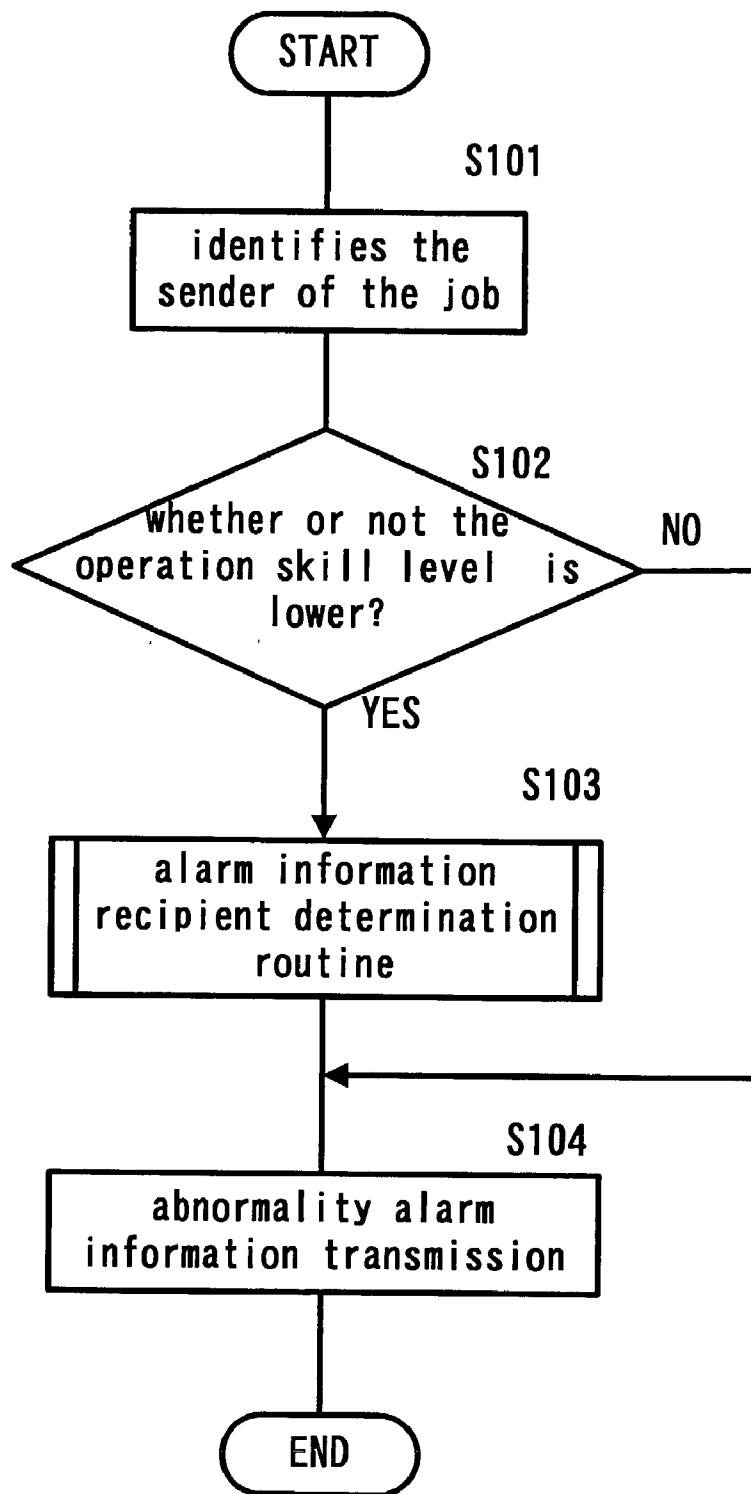 START
S101
identifies the
sender of the job
S102
whether or not the
operation skill level is
lower?
NO
YES
S103
alarm information
recipient determination
routine
S104
abnormality alarm
information transmission
END